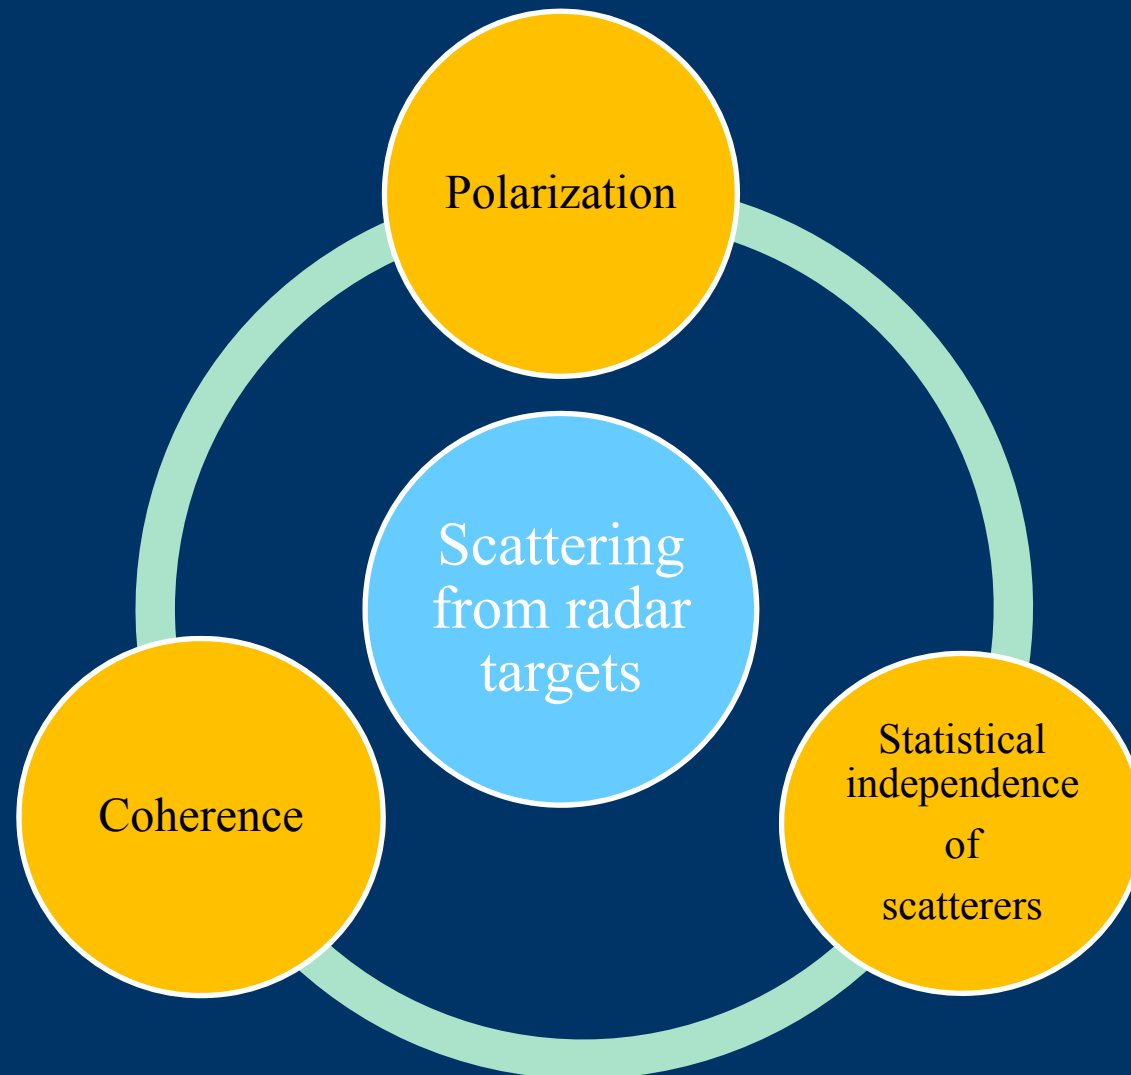 Polarization
Scattering
from radar
targets
Coherence
Statistical
independence
of
scatterers